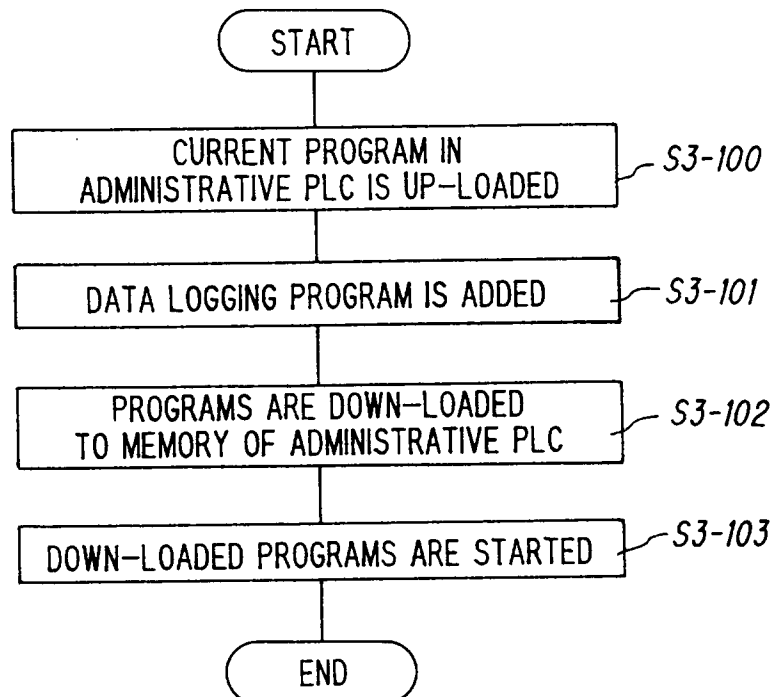 START
CURRENT PROGRAM IN
ADMINISTRATIVE PLC IS UP-LOADED
S3-100
DATA LOGGING PROGRAM IS ADDED
S3-101
PROGRAMS ARE DOWN-LOADED
TO MEMORY OF ADMINISTRATIVE PLC
S3-102
DOWN-LOADED PROGRAMS ARE STARTED
S3-103
END